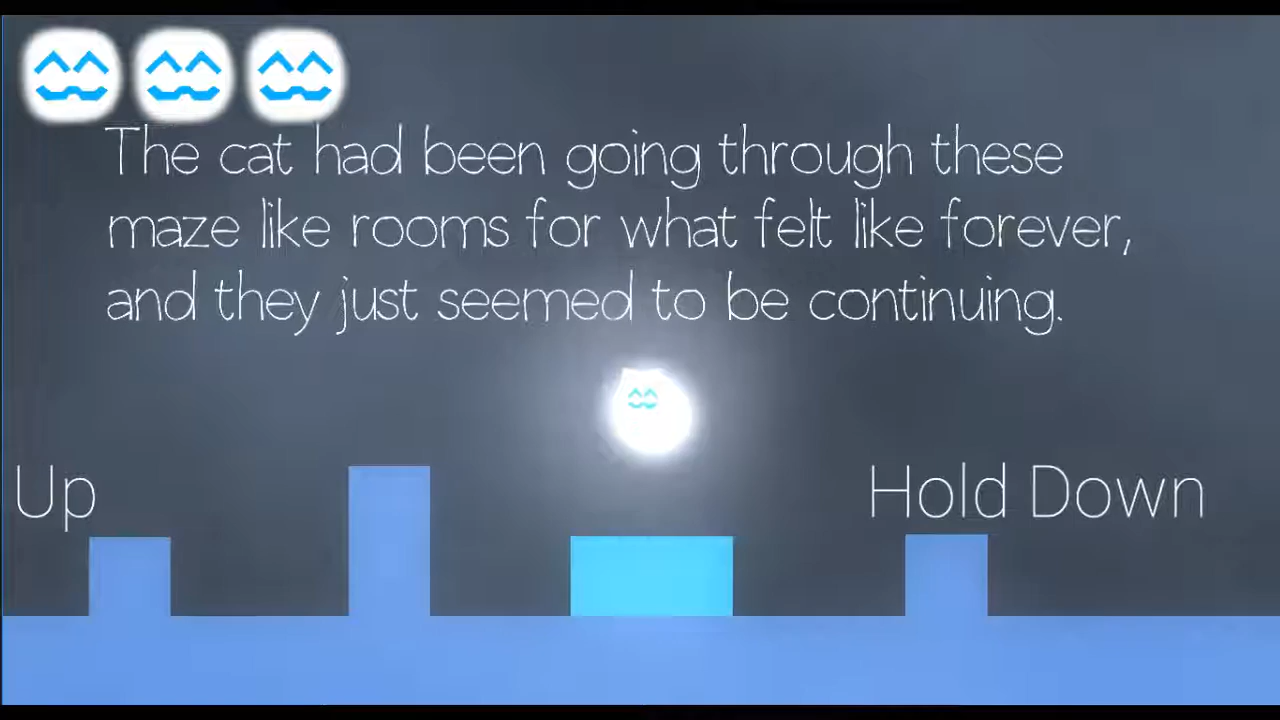 The cat had been going through these
maze like rooms for what felt like forever,
and they just seemed to be continuing.
Up
Hold Down